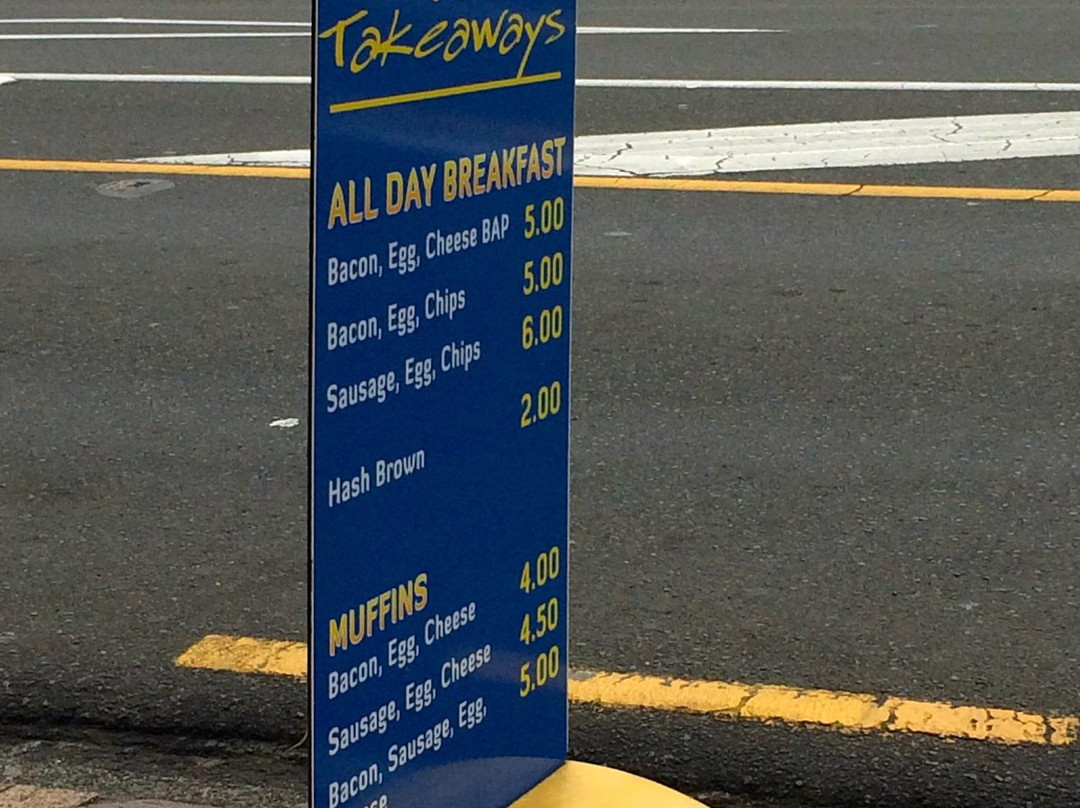 Takeaways
ALL DAY BREAKFAST
Bacon, Egg, Cheese BAP 5.00
Bacon, Egg, Chips 5.00
Sausage, Egg, Chips 6.00
Hash Brown 2.00
MUFFINS
Bacon, Egg, Cheese 4.00
Sausage, Egg, Cheese 4.50
Bacon, Sausage, Egg, 5.00